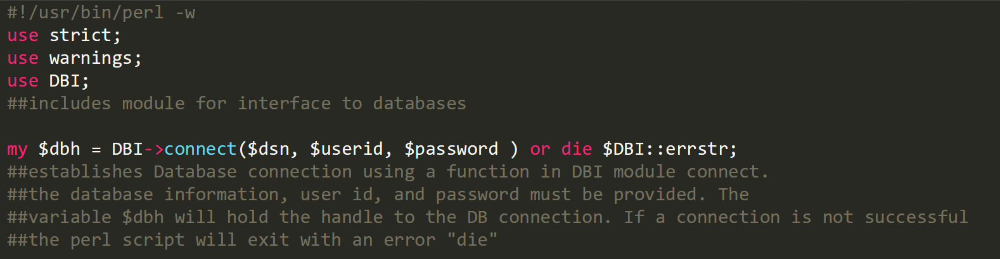 #!/usr/bin/perl -w
use strict;
use warnings;
use DBI;
##includes module for interface to databases
my $dbh = DBI->connect($dsn, $userid, $password ) or die $DBI::errstr;
##establishes Database connection using a function in DBI module connect.
##the database information, user id, and password must be provided. The
##variable $dbh will hold the handle to the DB connection. If a connection is not successful
##the perl script will exit with an error "die"